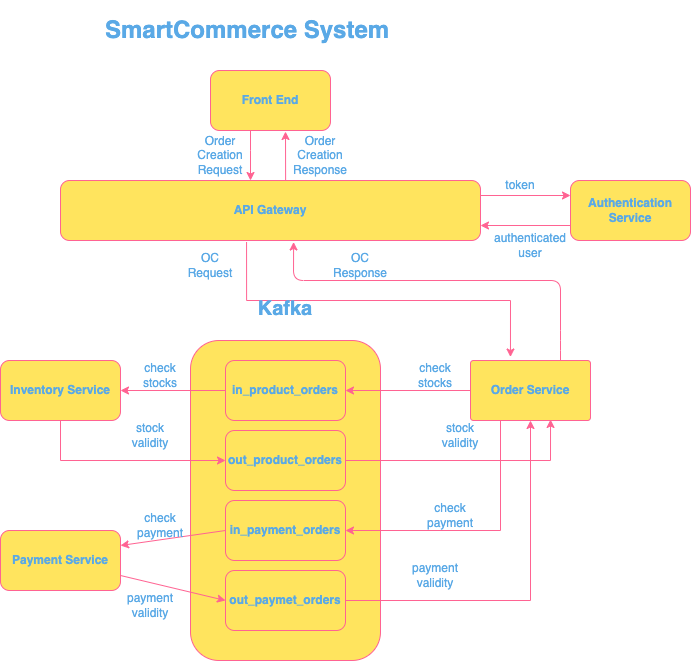 SmartCommerce System
Front End
Order
Creation
Request
Order
Creation
Response
API Gateway
token
Authentication
Service
authenticated
user
OC
Request
OC
Response
Kafka
Inventory Service
check
stocks
in_product_orders
check
stocks
Order Service
stock
validity
out_product_orders
stock
validity
check
payment
in_payment_orders
check
payment
Payment Service
payment
validity
out_paymet_orders
payment
validity